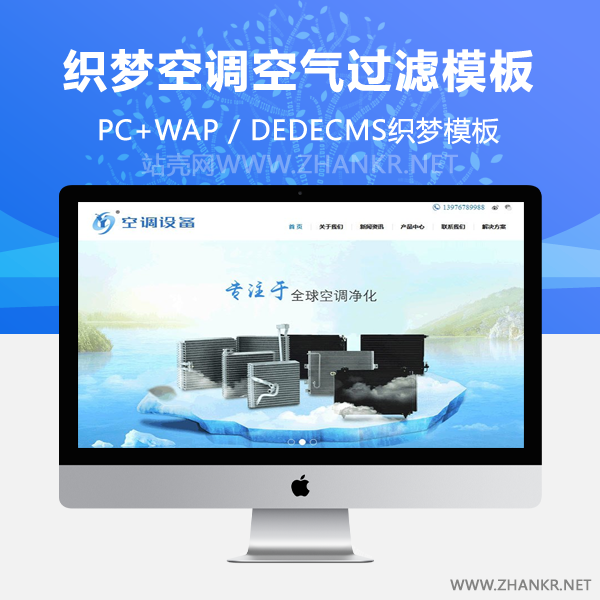 织梦空调空气过滤模板
PC+WAP / DEDECMS织梦模板
站壳网WWW.ZHANKR.NET
13976789988
空调设备
首页 关于我们 新闻资讯 产品中心 联系我们 解决方案
专注于全球空调净化
WWW.ZHANKR.NET